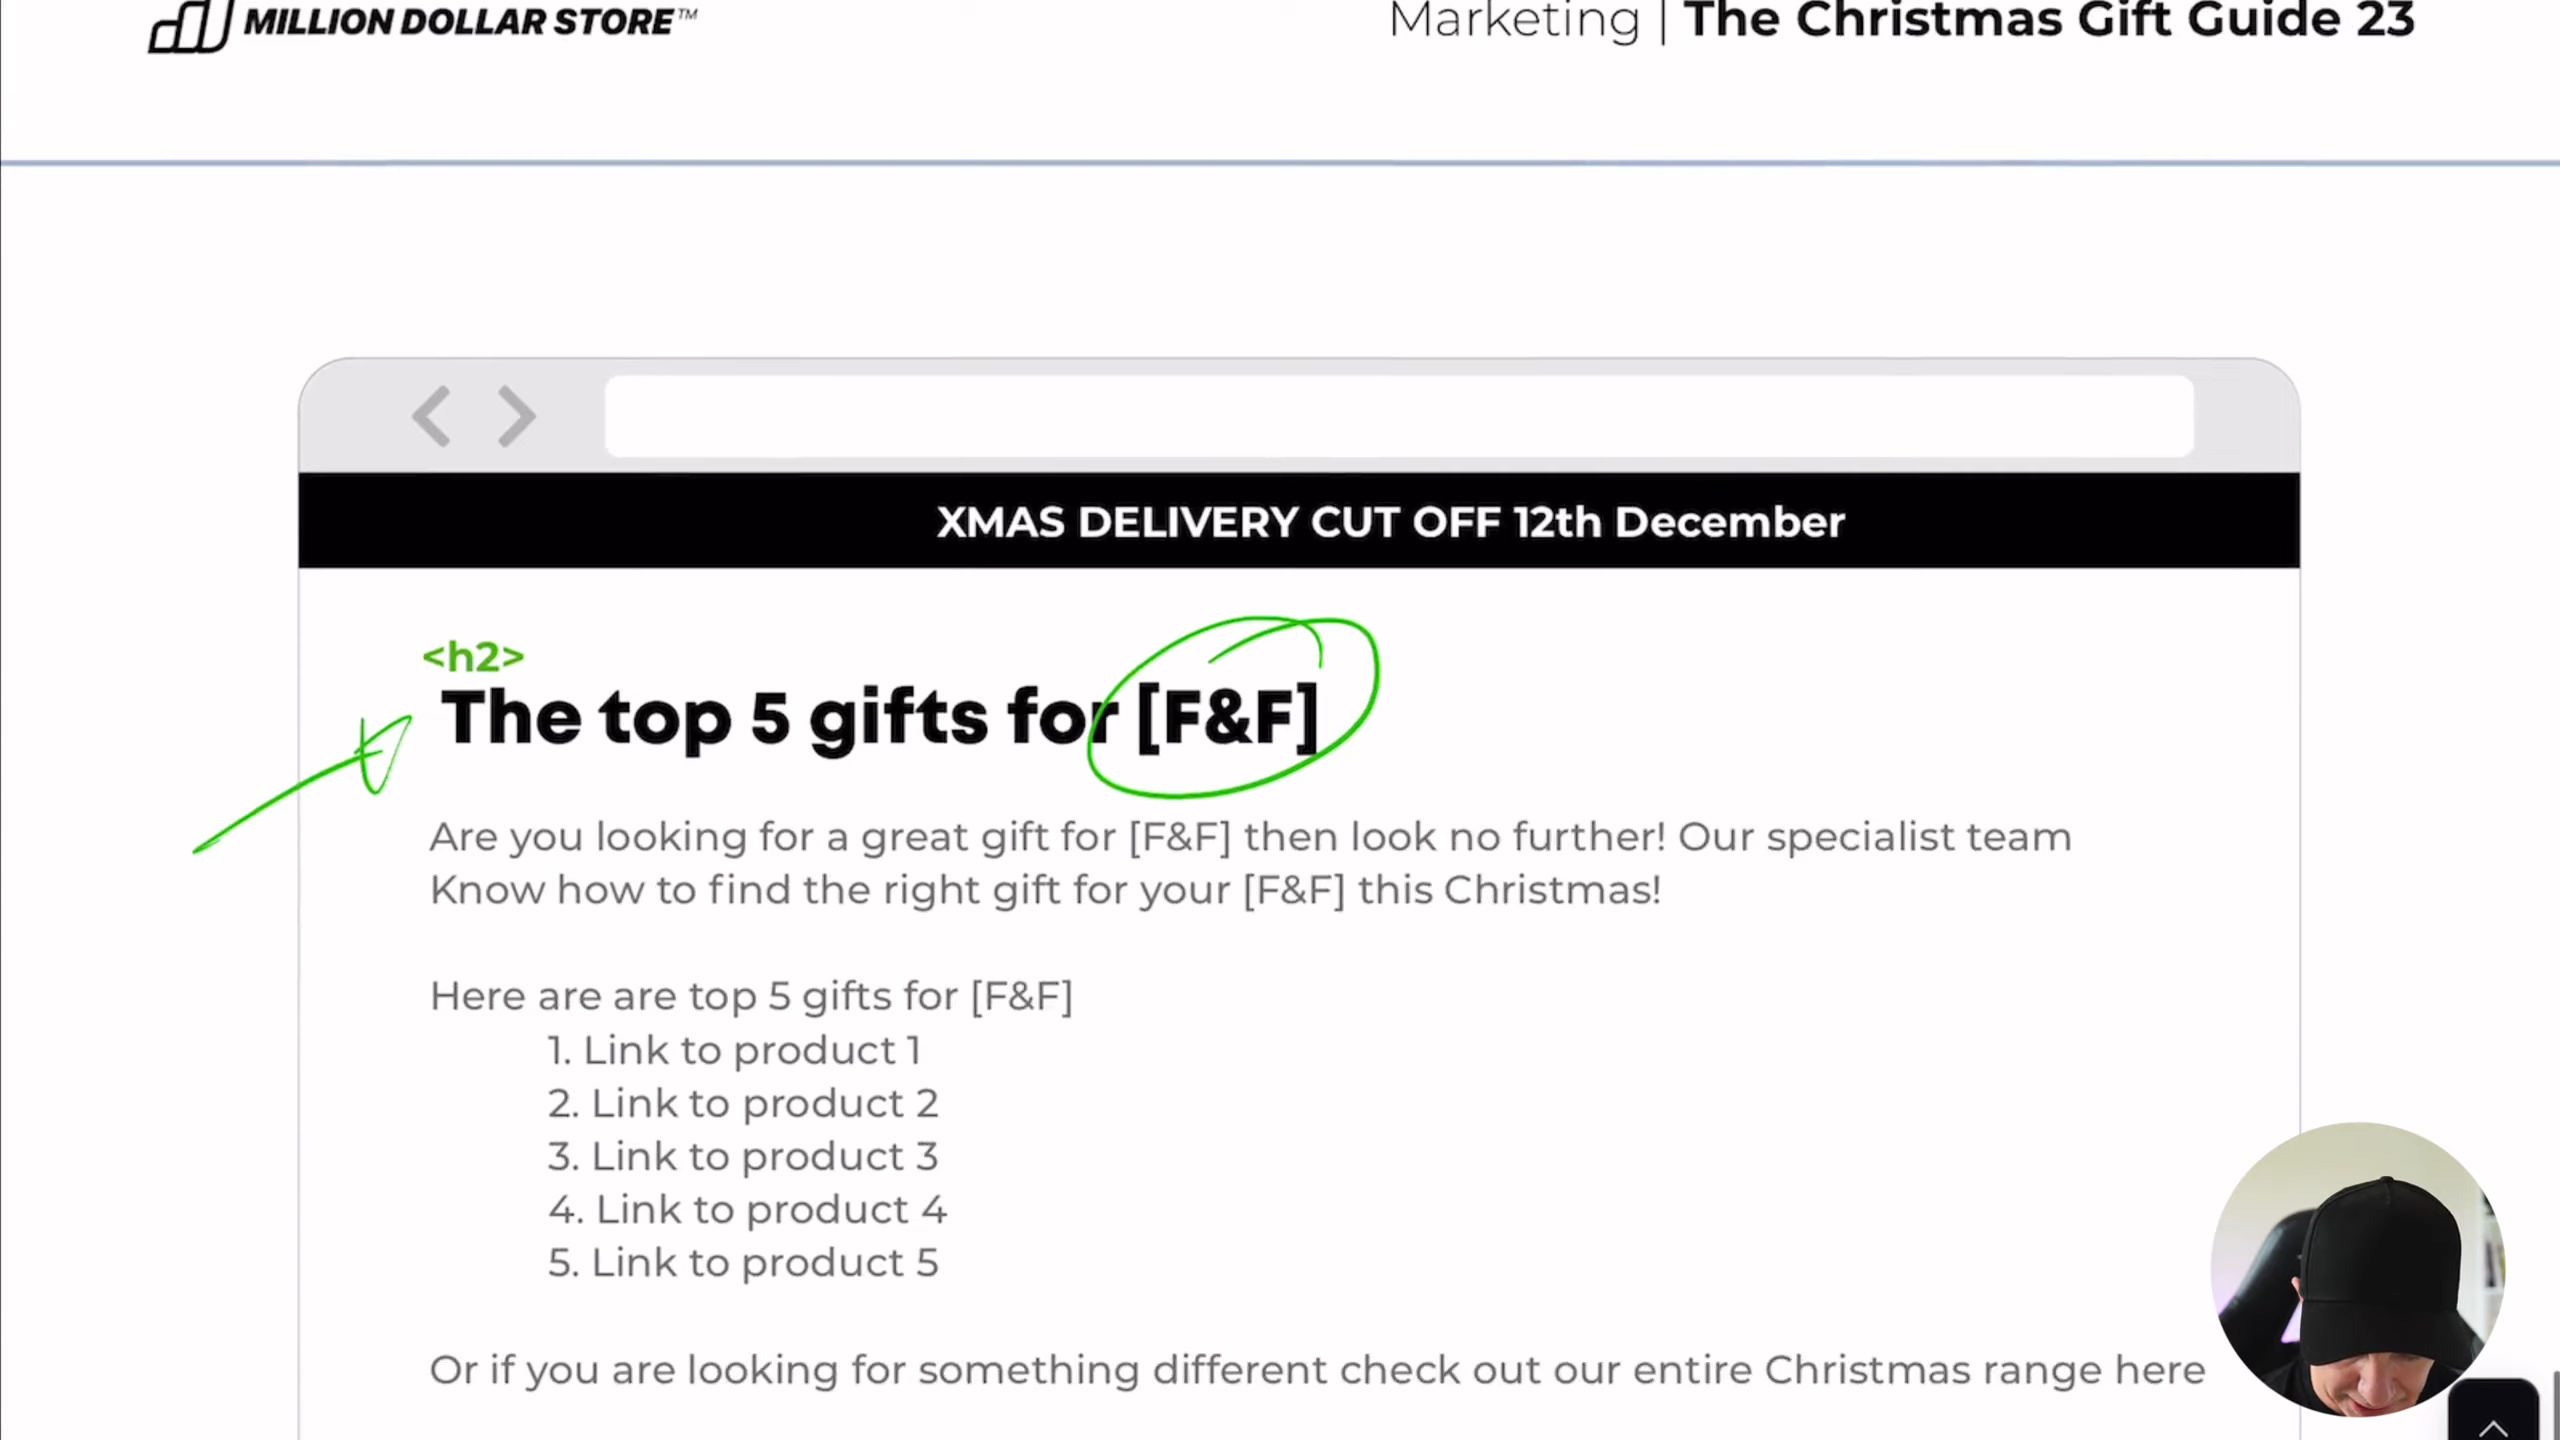 MILLION DOLLAR STORE™
Marketing | The Christmas Gift Guide 23
XMAS DELIVERY CUT OFF 12th December
<h2>
The top 5 gifts for [F&F]
Are you looking for a great gift for [F&F] then look no further! Our specialist team
Know how to find the right gift for your [F&F] this Christmas!
Here are are top 5 gifts for [F&F]
1. Link to product 1
2. Link to product 2
3. Link to product 3
4. Link to product 4
5. Link to product 5
Or if you are looking for something different check out our entire Christmas range here